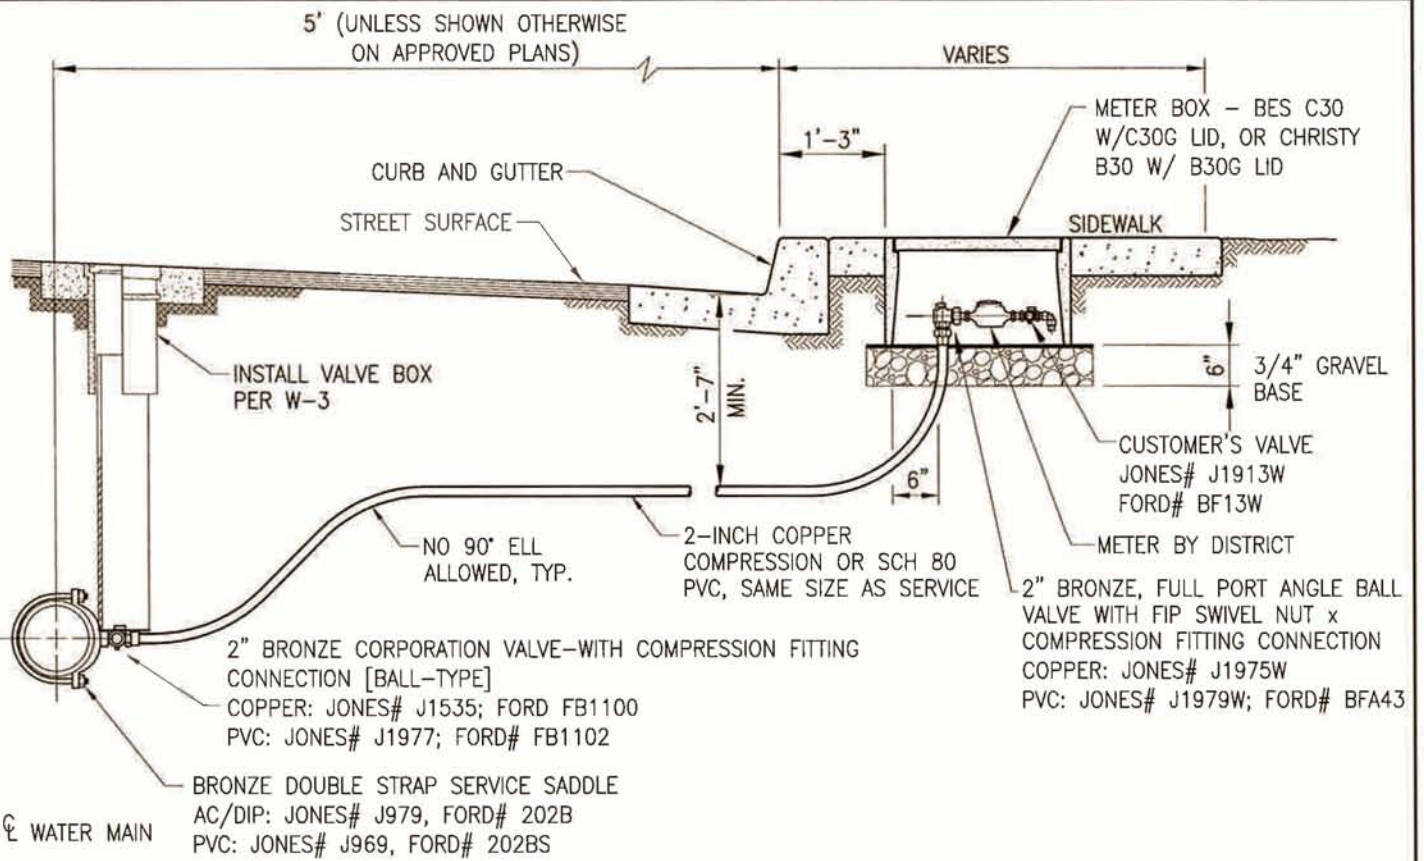 5' (UNLESS SHOWN OTHERWISE
ON APPROVED PLANS)
VARIES
METER BOX – BES C30
W/C30G LID, OR CHRISTY
B30 W/ B30G LID
1'-3"
CURB AND GUTTER
STREET SURFACE
SIDEWALK
INSTALL VALVE BOX
PER W-3
2'-7"
MIN.
6"
3/4" GRAVEL
BASE
CUSTOMER'S VALVE
JONES# J1913W
FORD# BF13W
6"
NO 90° ELL
ALLOWED, TYP.
2-INCH COPPER
COMPRESSION OR SCH 80
PVC, SAME SIZE AS SERVICE
METER BY DISTRICT
2" BRONZE, FULL PORT ANGLE BALL
VALVE WITH FIP SWIVEL NUT x
COMPRESSION FITTING CONNECTION
COPPER: JONES# J1975W
PVC: JONES# J1979W; FORD# BFA43
2" BRONZE CORPORATION VALVE-WITH COMPRESSION FITTING
CONNECTION [BALL-TYPE]
COPPER: JONES# J1535; FORD FB1100
PVC: JONES# J1977; FORD# FB1102
BRONZE DOUBLE STRAP SERVICE SADDLE
AC/DIP: JONES# J979, FORD# 202B
PVC: JONES# J969, FORD# 202BS
℄ WATER MAIN